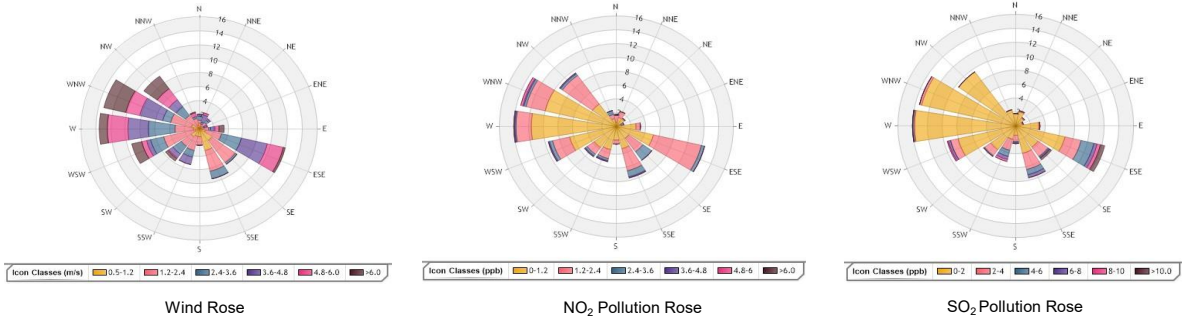 N
NNE
NE
ENE
E
ESE
SE
SSE
S
SSW
SW
WSW
W
WNW
NW
NNW
16
14
12
10
8
6
4
Icon Classes (m/s) 0.5-1.2 1.2-2.4 2.4-3.6 3.6-4.8 4.8-6.0 >6.0
Wind Rose
N
NNE
NE
ENE
E
ESE
SE
SSE
S
SSW
SW
WSW
W
WNW
NW
NNW
16
14
12
10
8
6
4
Icon Classes (ppb) 0-1.2 1.2-2.4 2.4-3.6 3.6-4.8 4.8-6 >6.0
NO₂ Pollution Rose
N
NNE
NE
ENE
E
ESE
SE
SSE
S
SSW
SW
WSW
W
WNW
NW
NNW
16
14
12
10
8
6
4
Icon Classes (ppb) 0-2 2-4 4-6 6-8 8-10 >10.0
SO₂ Pollution Rose